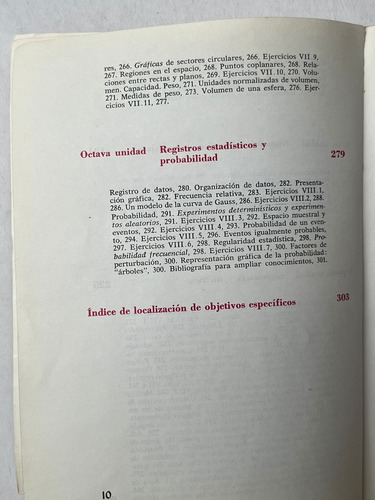 res, 266. Gráficas de sectores circulares, 266. Ejercicios VII.9,
267. Regiones en el espacio, 268. Puntos coplanares, 268. Rela-
ciones entre rectas y planos, 269. Ejercicios VII.10, 270. Volu-
men. Capacidad. Peso, 271. Unidades normalizadas de volumen,
271. Medidas de peso, 273. Volumen de una esfera, 276. Ejer-
cicios VII.11, 277.
Octava unidad Registros estadísticos y
probabilidad 279
Registro de datos, 280. Organización de datos, 282. Presenta-
ción gráfica, 282. Frecuencia relativa, 283. Ejercicios VIII.1,
286. Un modelo de la curva de Gauss, 286. Ejercicios VIII.2, 288.
Probabilidad, 291. Experimentos determinísticos y experimen-
tos aleatorios, 291. Ejercicios VIII.3, 292. Espacio muestral y
eventos, 292. Ejercicios VIII.4, 293. Probabilidad de un even-
to, 294. Ejercicios VIII.5, 296. Eventos igualmente probables,
297. Ejercicios VIII.6, 298. Regularidad estadística, 298. Pro-
babilidad frecuencial, 298. Ejercicios VIII.7, 300. Factores de
perturbación, 300. Representación gráfica de la probabilidad:
"árboles", 300. Bibliografía para ampliar conocimientos, 301.
Índice de localización de objetivos específicos 303
10